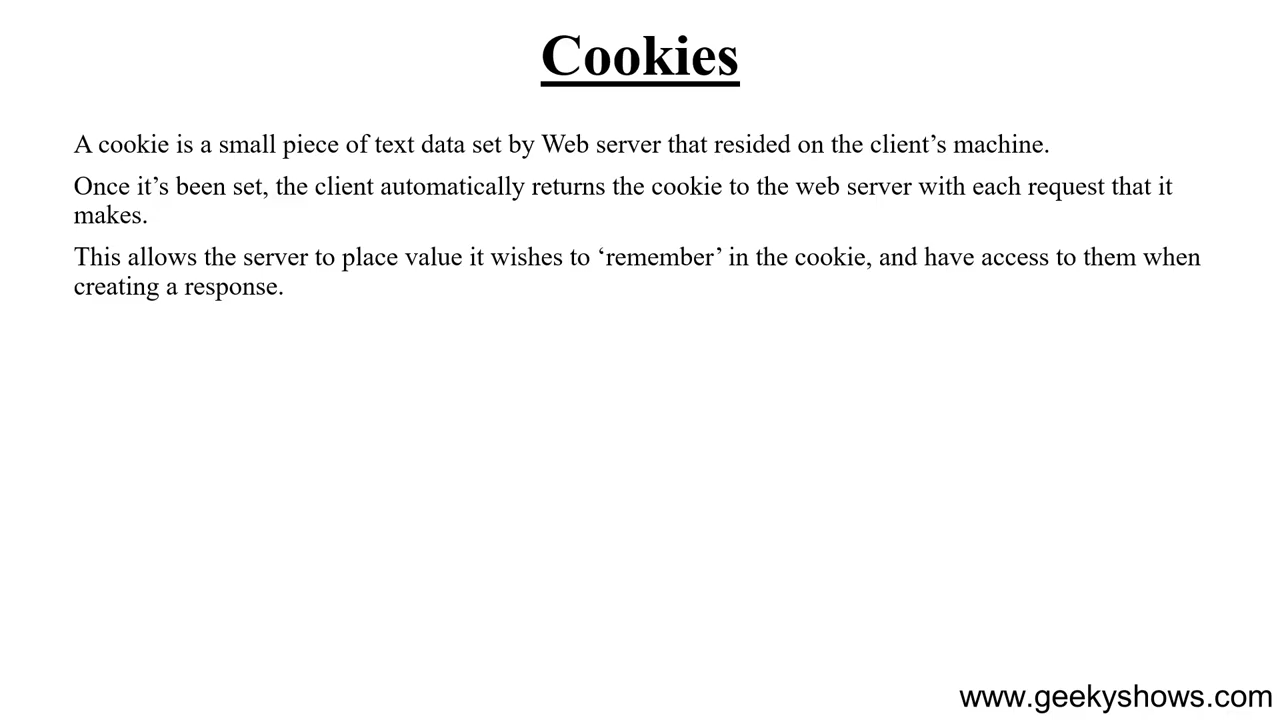 Cookies
A cookie is a small piece of text data set by Web server that resided on the client’s machine.
Once it’s been set, the client automatically returns the cookie to the web server with each request that it
makes.
This allows the server to place value it wishes to ‘remember’ in the cookie, and have access to them when
creating a response.
www.geekyshows.com